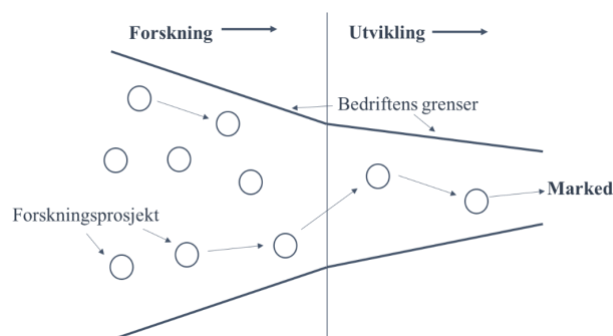 Forskning
Utvikling
Bedriftens grenser
Marked
Forskningsprosjekt